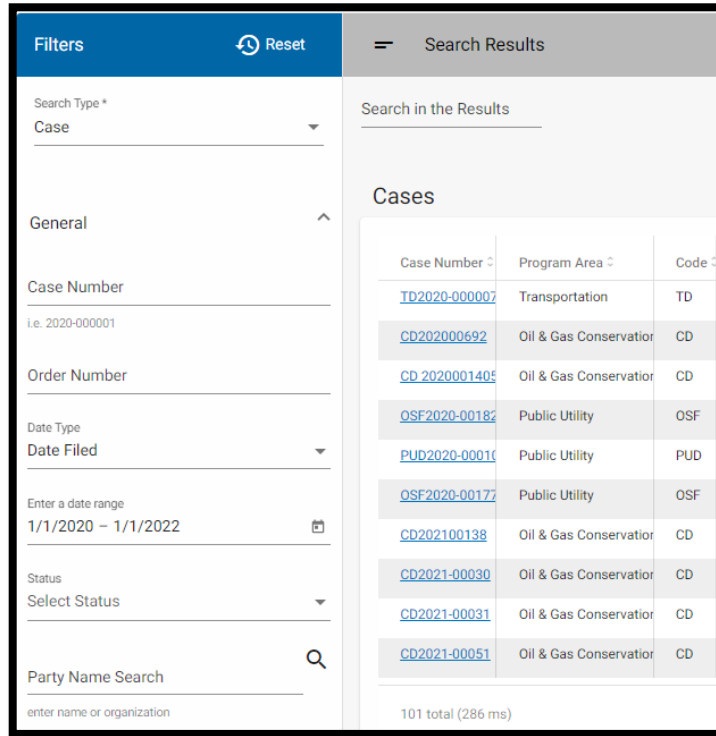 Filters
Reset
Search Type *
Case
General
Case Number
i.e. 2020-000001
Order Number
Date Type
Date Filed
Enter a date range
1/1/2020 – 1/1/2022
Status
Select Status
Party Name Search
enter name or organization
Search Results
Search in the Results
Cases
Case Number Program Area Code
TD2020-000007 Transportation TD
CD202000692 Oil & Gas Conservation CD
CD 2020001405 Oil & Gas Conservation CD
OSF2020-00182 Public Utility OSF
PUD2020-00010 Public Utility PUD
OSF2020-00177 Public Utility OSF
CD202100138 Oil & Gas Conservation CD
CD2021-00030 Oil & Gas Conservation CD
CD2021-00031 Oil & Gas Conservation CD
CD2021-00051 Oil & Gas Conservation CD
101 total (286 ms)